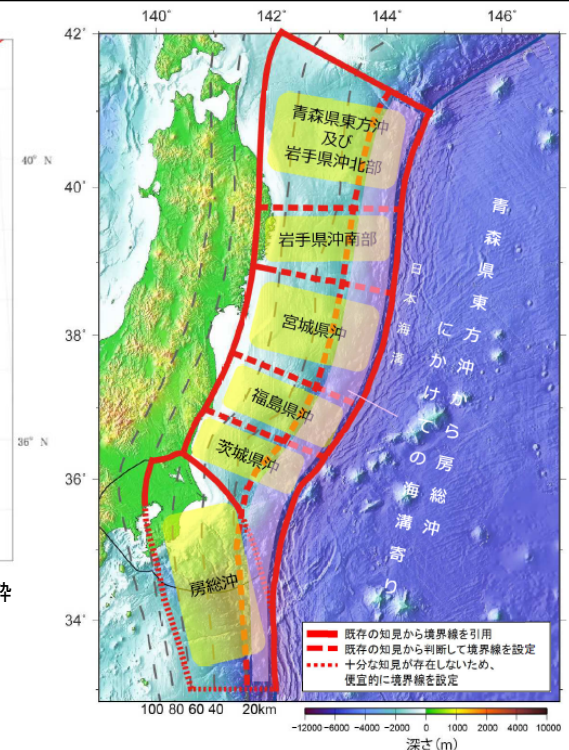 140°
142°
144°
146°
42°
40°
38°
36°
34°
40° N
36° N
粋
青森県東方沖
及び
岩手県沖北部
岩手県沖南部
宮城県沖
福島県沖
茨城県沖
房総沖
日本海溝
青森県東方沖から房総沖
にかけての海溝寄り
既存の知見から境界線を引用
既存の知見から判断して境界線を設定
十分な知見が存在しないため、
便宜的に境界線を設定
100 80 60 40 20km
-12000 -6000 -4000 -2000 0 1000 2000 4000 10000
深さ(m)